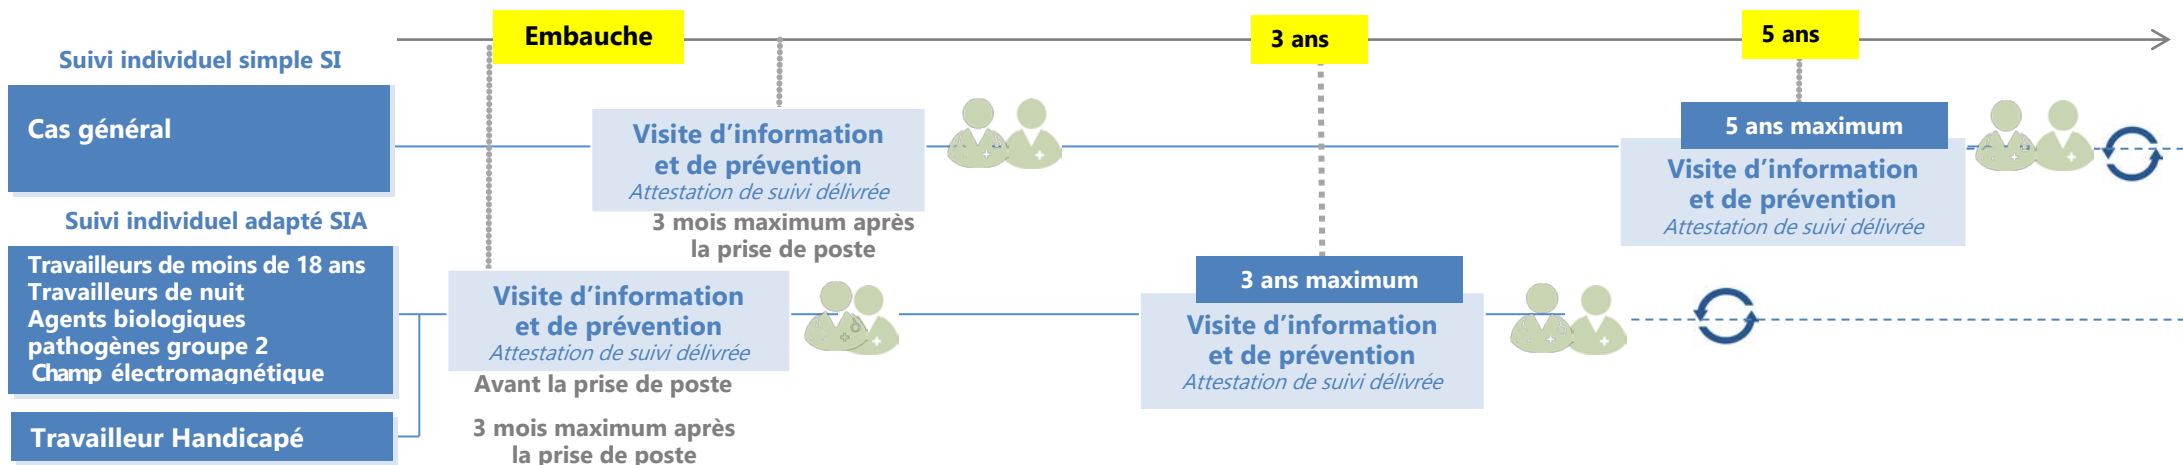 Embauche
3 ans
5 ans
Suivi individuel simple SI
Cas général
Visite d’information
et de prévention
Attestation de suivi délivrée
3 mois maximum après
la prise de poste
5 ans maximum
Visite d’information
et de prévention
Attestation de suivi délivrée
Suivi individuel adapté SIA
Travailleurs de moins de 18 ans
Travailleurs de nuit
Agents biologiques
pathogènes groupe 2
Champ électromagnétique
Visite d’information
et de prévention
Attestation de suivi délivrée
Avant la prise de poste
3 ans maximum
Visite d’information
et de prévention
Attestation de suivi délivrée
Travailleur Handicapé
3 mois maximum après
la prise de poste